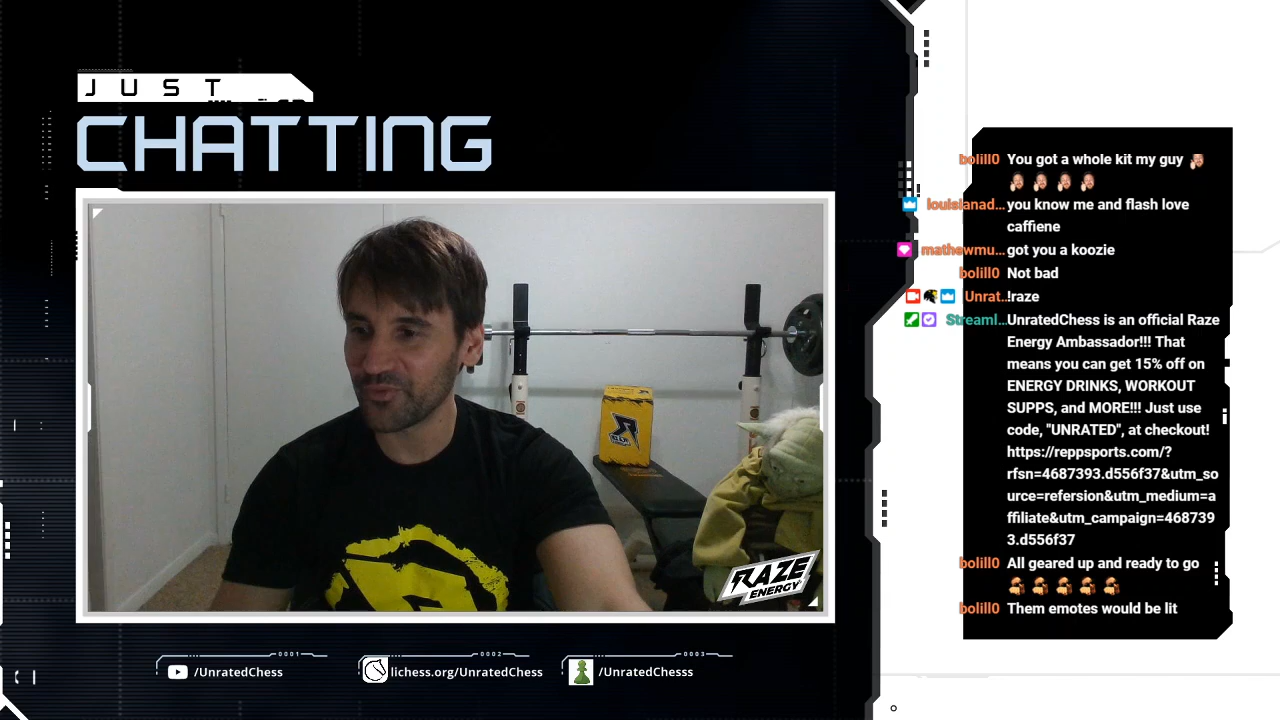 JUST
CHATTING
RAZE
ENERGY
0001
/UnratedChess
0002
lichess.org/UnratedChess
0003
/UnratedChesss
bolill0 You got a whole kit my guy
louisianad... you know me and flash love
caffiene
mathewmu... got you a koozie
bolill0 Not bad
Unrat.. !raze
Streaml... UnratedChess is an official Raze
Energy Ambassador!!! That
means you can get 15% off on
ENERGY DRINKS, WORKOUT
SUPPS, and MORE!!! Just use
code, "UNRATED", at checkout!
https://reppsports.com/?
rfsn=4687393.d556f37&utm_so
urce=refersion&utm_medium=a
ffiliate&utm_campaign=468739
3.d556f37
bolill0 All geared up and ready to go
bolill0 Them emotes would be lit